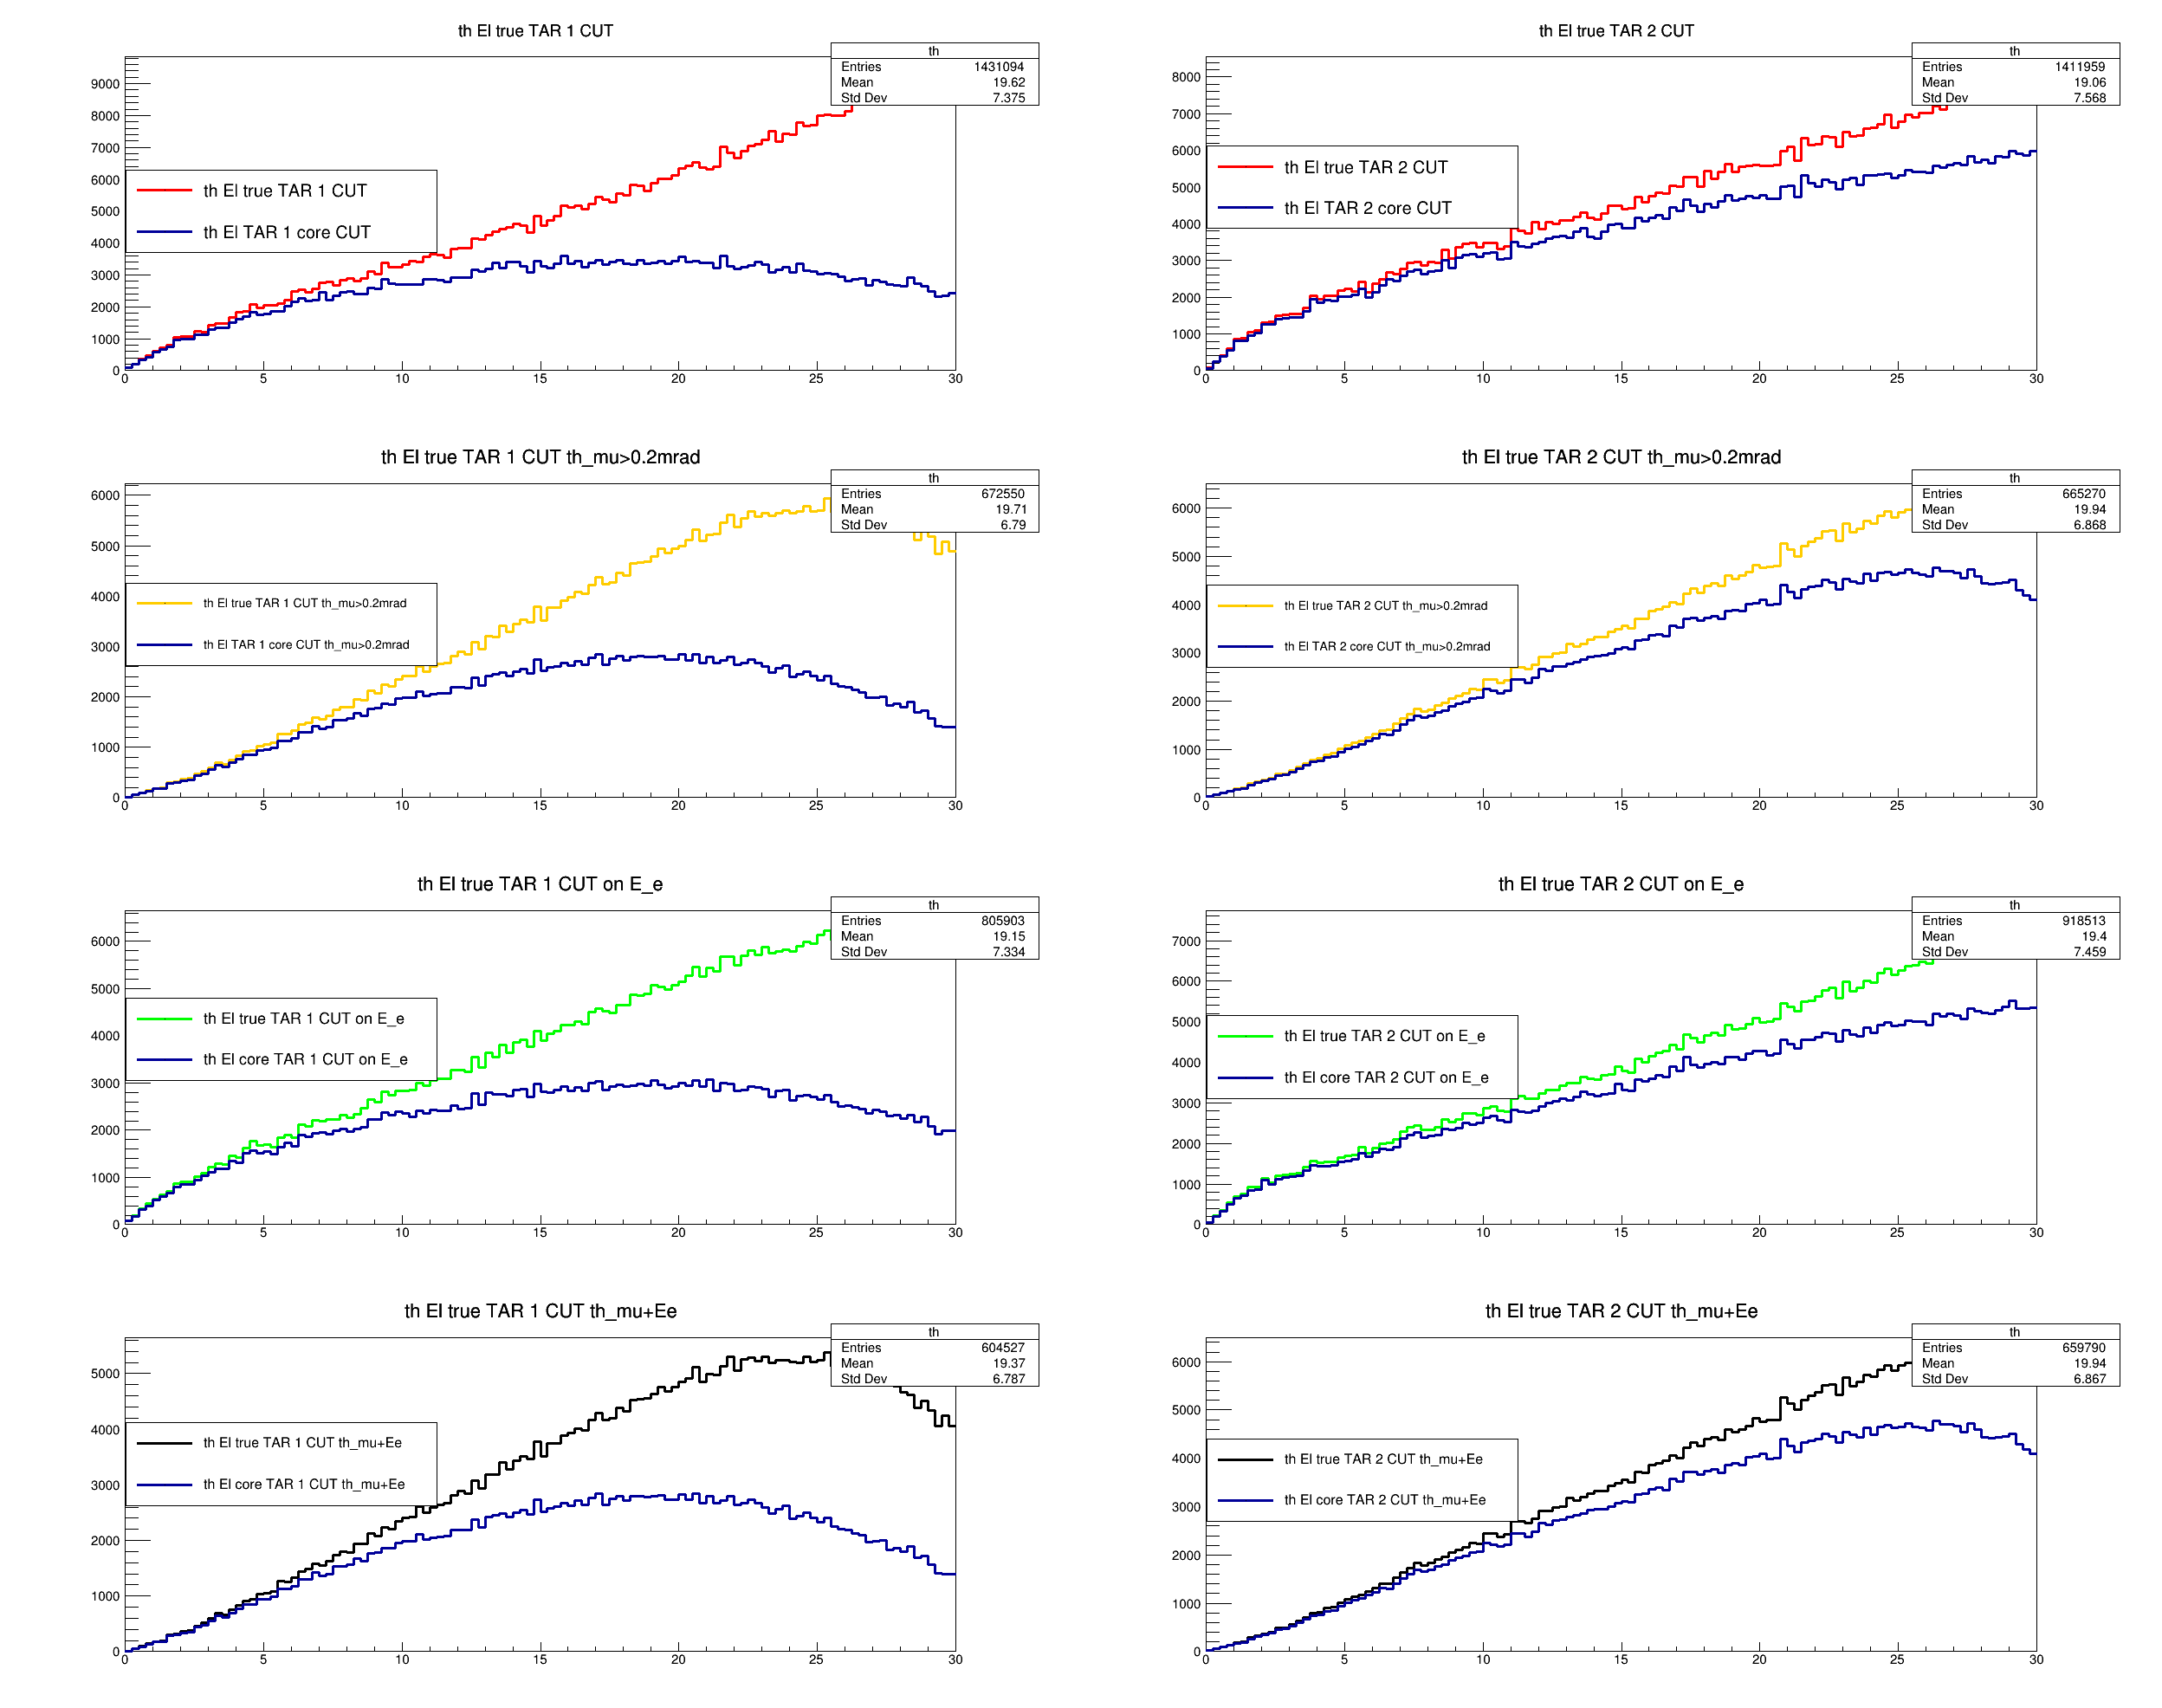 th El true TAR 1 CUT
th
Entries 1431094
Mean 19.62
Std Dev 7.375
9000
8000
7000
6000
5000
4000
3000
2000
1000
0
th El true TAR 1 CUT
th El TAR 1 core CUT
0 5 10 15 20 25 30
th El true TAR 2 CUT
th
Entries 1411959
Mean 19.06
Std Dev 7.568
8000
7000
6000
5000
4000
3000
2000
1000
0
th El true TAR 2 CUT
th El TAR 2 core CUT
0 5 10 15 20 25 30
th El true TAR 1 CUT th_mu>0.2mrad
th
Entries 672550
Mean 19.71
Std Dev 6.79
6000
5000
4000
3000
2000
1000
0
th El true TAR 1 CUT th_mu>0.2mrad
th El TAR 1 core CUT th_mu>0.2mrad
0 5 10 15 20 25 30
th El true TAR 2 CUT th_mu>0.2mrad
th
Entries 665270
Mean 19.94
Std Dev 6.868
6000
5000
4000
3000
2000
1000
0
th El true TAR 2 CUT th_mu>0.2mrad
th El TAR 2 core CUT th_mu>0.2mrad
0 5 10 15 20 25 30
th El true TAR 1 CUT on E_e
th
Entries 805903
Mean 19.15
Std Dev 7.334
6000
5000
4000
3000
2000
1000
0
th El true TAR 1 CUT on E_e
th El core TAR 1 CUT on E_e
0 5 10 15 20 25 30
th El true TAR 2 CUT on E_e
th
Entries 918513
Mean 19.4
Std Dev 7.459
7000
6000
5000
4000
3000
2000
1000
0
th El true TAR 2 CUT on E_e
th El core TAR 2 CUT on E_e
0 5 10 15 20 25 30
th El true TAR 1 CUT th_mu+Ee
th
Entries 604527
Mean 19.37
Std Dev 6.787
5000
4000
3000
2000
1000
0
th El true TAR 1 CUT th_mu+Ee
th El core TAR 1 CUT th_mu+Ee
0 5 10 15 20 25 30
th El true TAR 2 CUT th_mu+Ee
th
Entries 659790
Mean 19.94
Std Dev 6.867
6000
5000
4000
3000
2000
1000
0
th El true TAR 2 CUT th_mu+Ee
th El core TAR 2 CUT th_mu+Ee
0 5 10 15 20 25 30